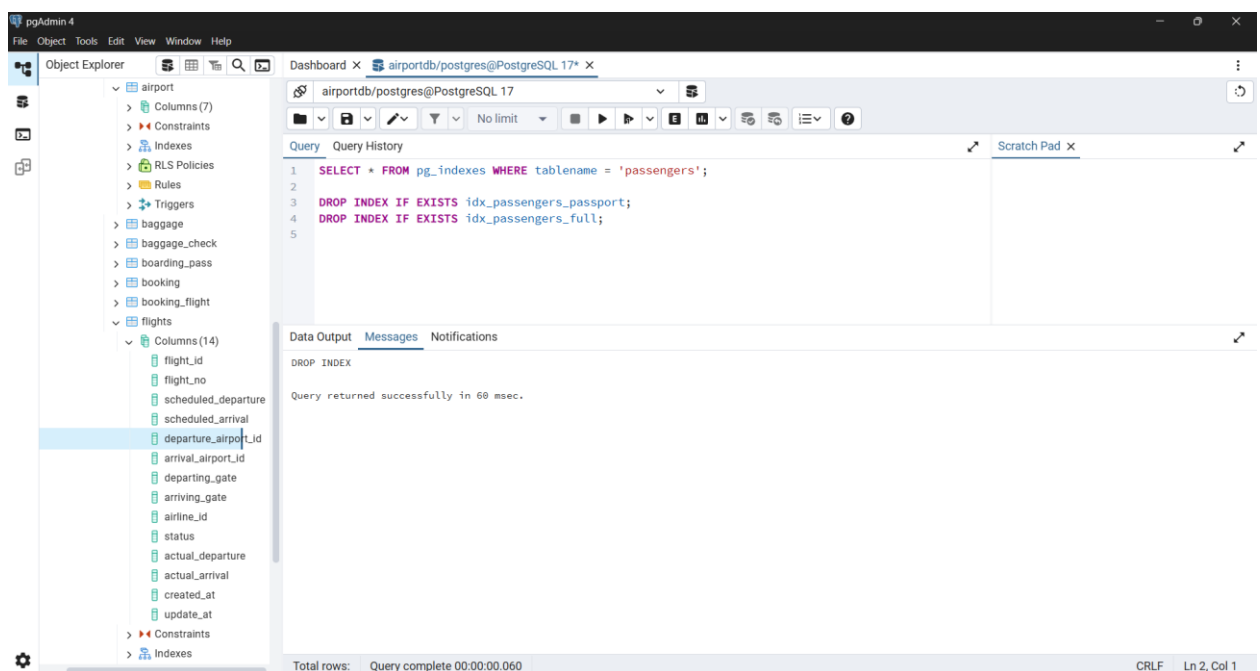 pgAdmin 4
File Object Tools Edit View Window Help
Object Explorer
Dashboard airportdb/postgres@PostgreSQL 17*
airport
Columns (7)
Constraints
Indexes
RLS Policies
Rules
Triggers
baggage
baggage_check
boarding_pass
booking
booking_flight
flights
Columns (14)
flight_id
flight_no
scheduled_departure
scheduled_arrival
departure_airport_id
arrival_airport_id
departing_gate
arriving_gate
airline_id
status
actual_departure
actual_arrival
created_at
update_at
Constraints
Indexes
airportdb/postgres@PostgreSQL 17
No limit
Query Query History
Scratch Pad
1 SELECT * FROM pg_indexes WHERE tablename = 'passengers';
2
3 DROP INDEX IF EXISTS idx_passengers_passport;
4 DROP INDEX IF EXISTS idx_passengers_full;
5
Data Output Messages Notifications
DROP INDEX
Query returned successfully in 60 msec.
Total rows: Query complete 00:00:00.060 CRLF Ln 2, Col 1